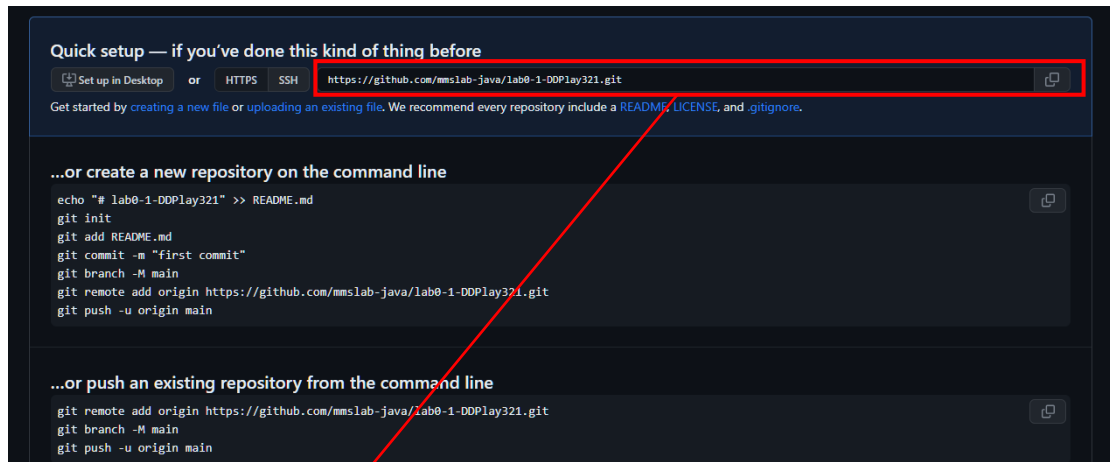 Quick setup — if you've done this kind of thing before
Set up in Desktop or HTTPS SSH https://github.com/mmslab-java/lab0-1-DDPlay321.git
Get started by creating a new file or uploading an existing file. We recommend every repository include a README, LICENSE, and .gitignore.
...or create a new repository on the command line
echo "# lab0-1-DDPlay321" >> README.md
git init
git add README.md
git commit -m "first commit"
git branch -M main
git remote add origin https://github.com/mmslab-java/lab0-1-DDPlay321.git
git push -u origin main
...or push an existing repository from the command line
git remote add origin https://github.com/mmslab-java/lab0-1-DDPlay321.git
git branch -M main
git push -u origin main